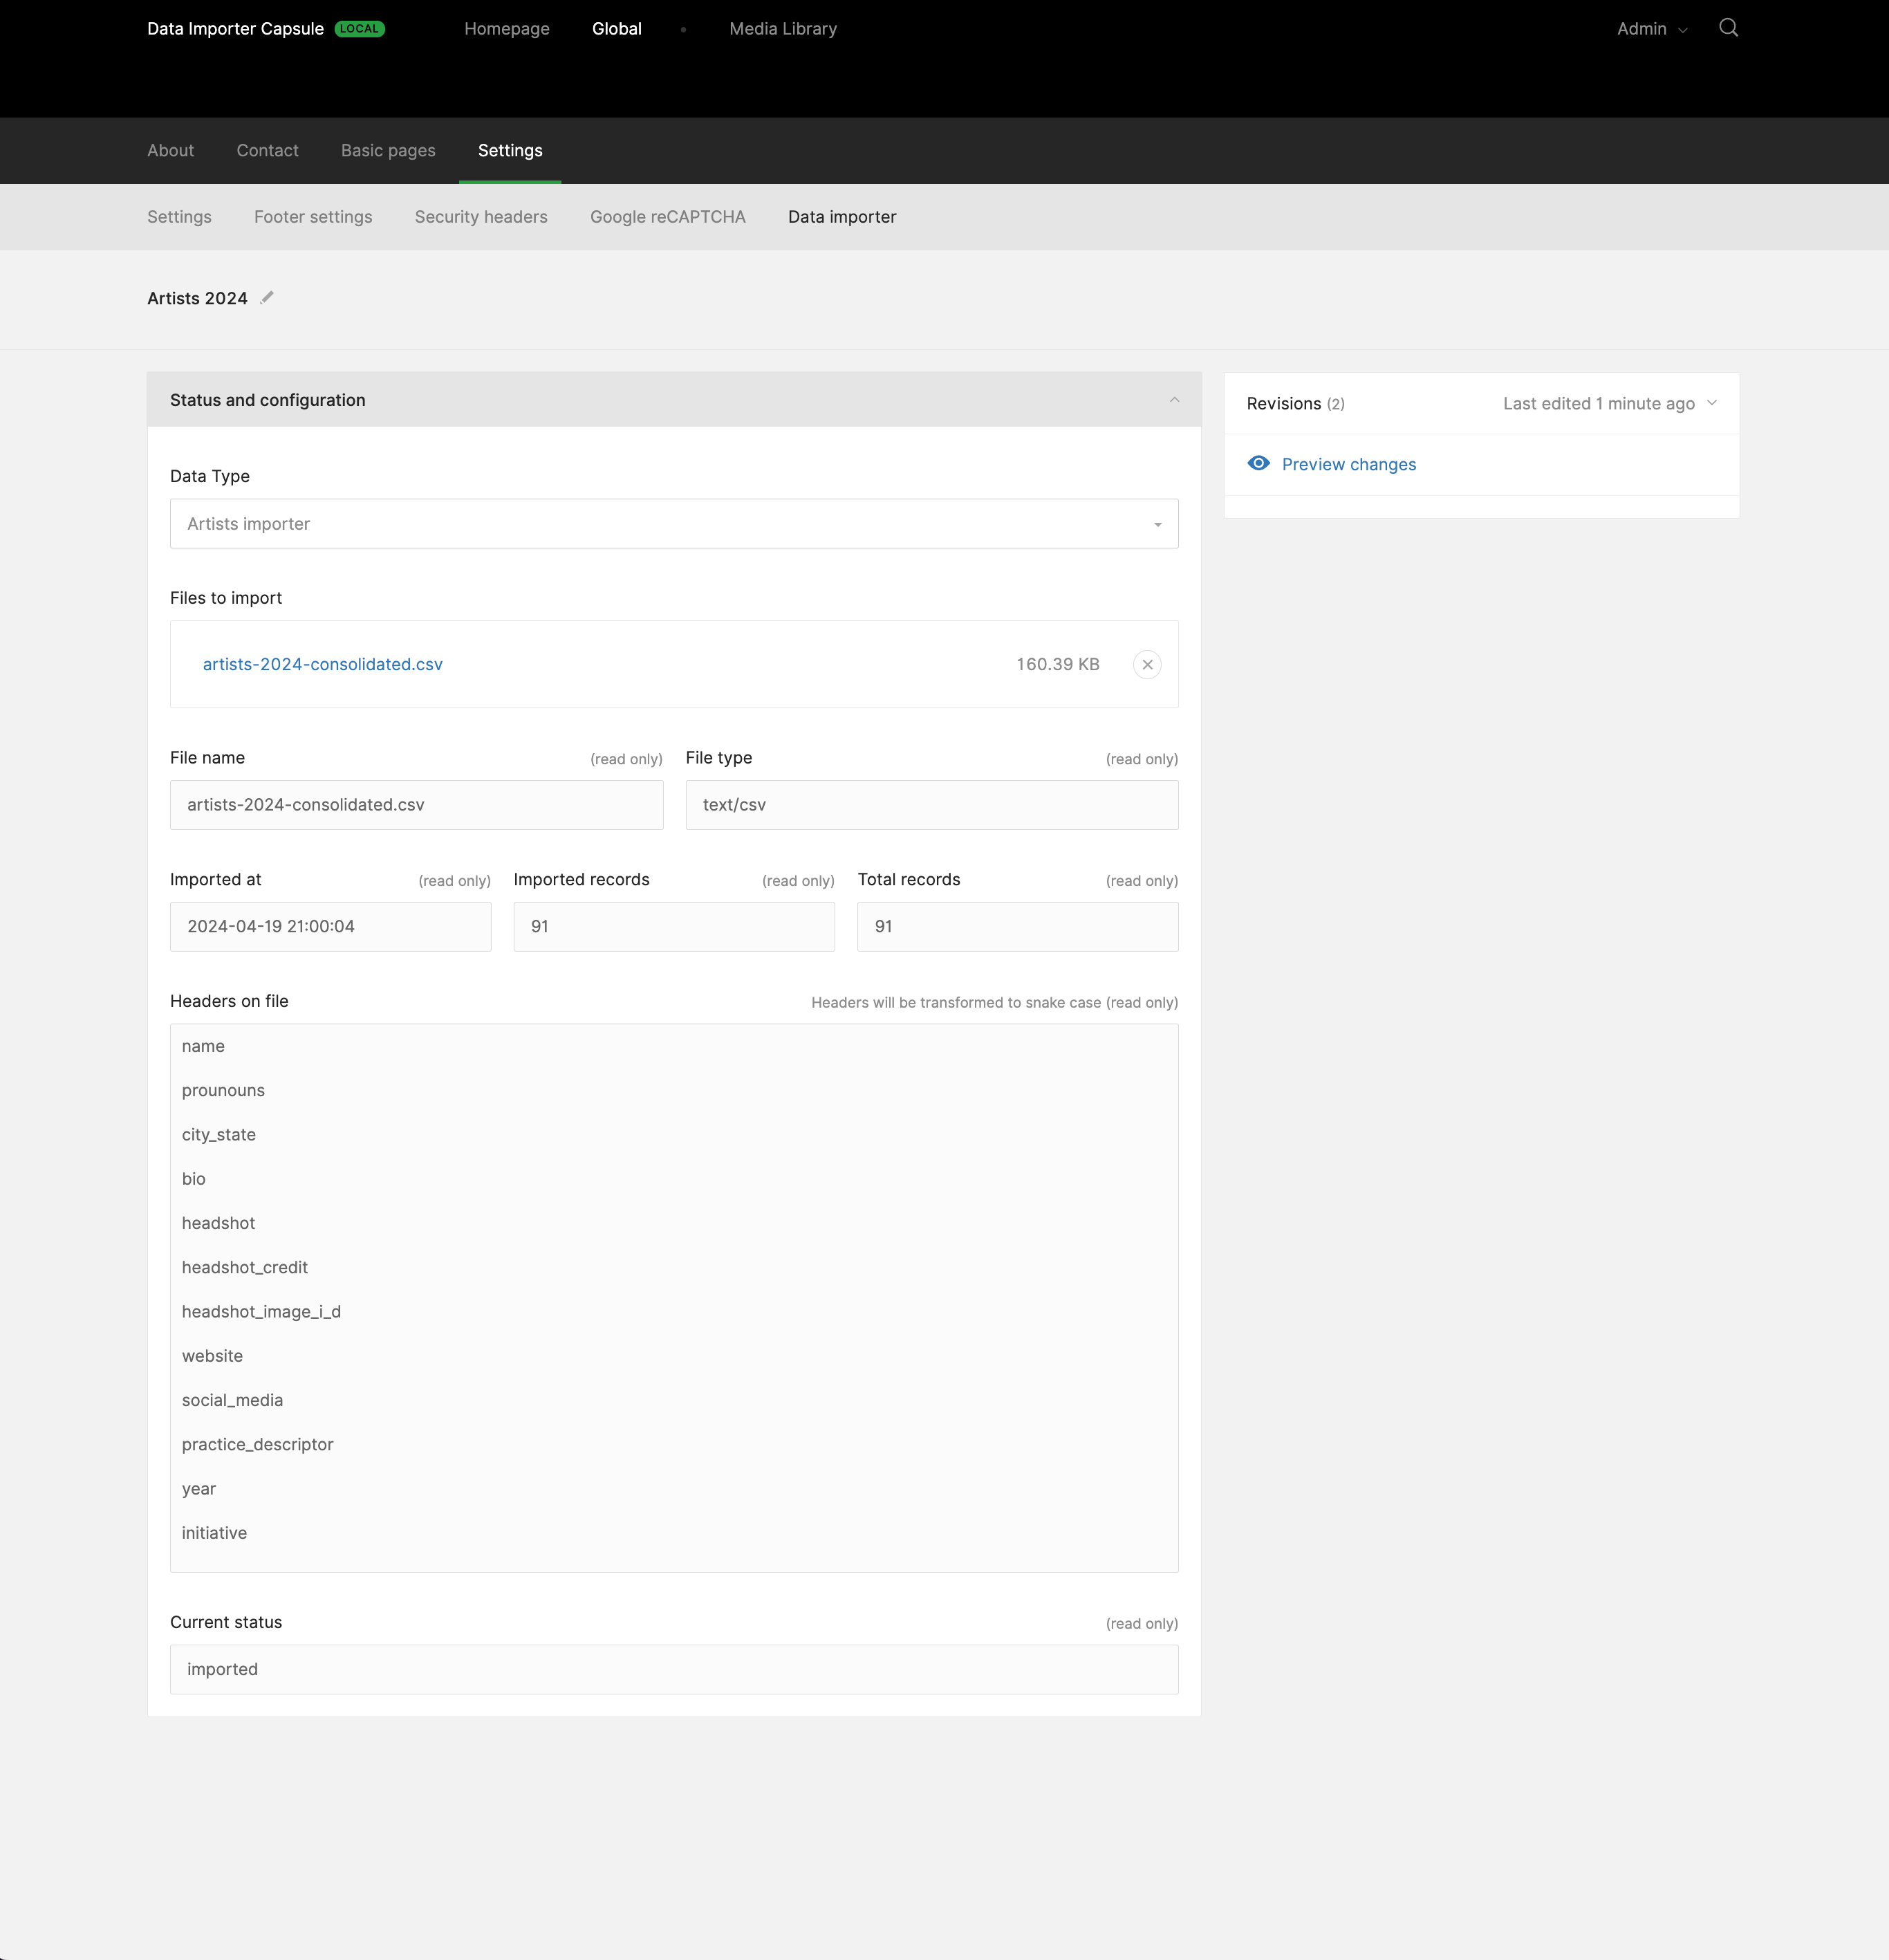 Data Importer Capsule LOCAL Homepage Global • Media Library Admin
About Contact Basic pages Settings
Settings Footer settings Security headers Google reCAPTCHA Data importer
Artists 2024
Status and configuration
Revisions (2) Last edited 1 minute ago
Preview changes
Data Type
Artists importer
Files to import
artists-2024-consolidated.csv 160.39 KB
File name (read only) File type (read only)
artists-2024-consolidated.csv text/csv
Imported at (read only) Imported records (read only) Total records (read only)
2024-04-19 21:00:04 91 91
Headers on file Headers will be transformed to snake case (read only)
name
prounouns
city_state
bio
headshot
headshot_credit
headshot_image_i_d
website
social_media
practice_descriptor
year
initiative
Current status (read only)
imported